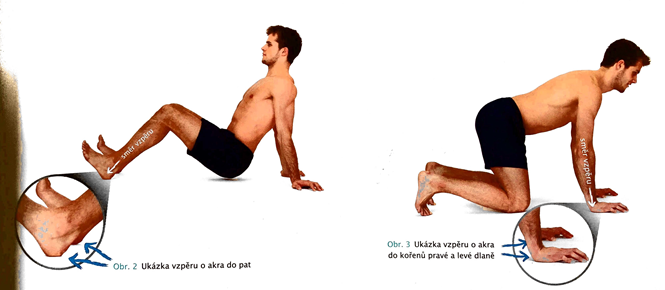 směr vzpěru
Obr. 2 Ukázka vzpěru o akra do pat
směr vzpěru
Obr. 3 Ukázka vzpěru o akra
do kořenů pravé a levé dlaně